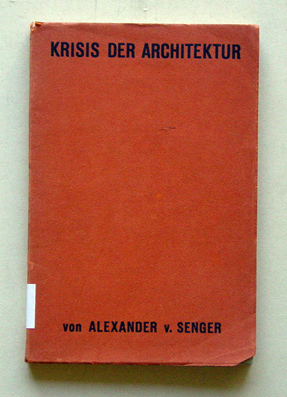 KRISIS DER ARCHITEKTUR
von ALEXANDER v. SENGER